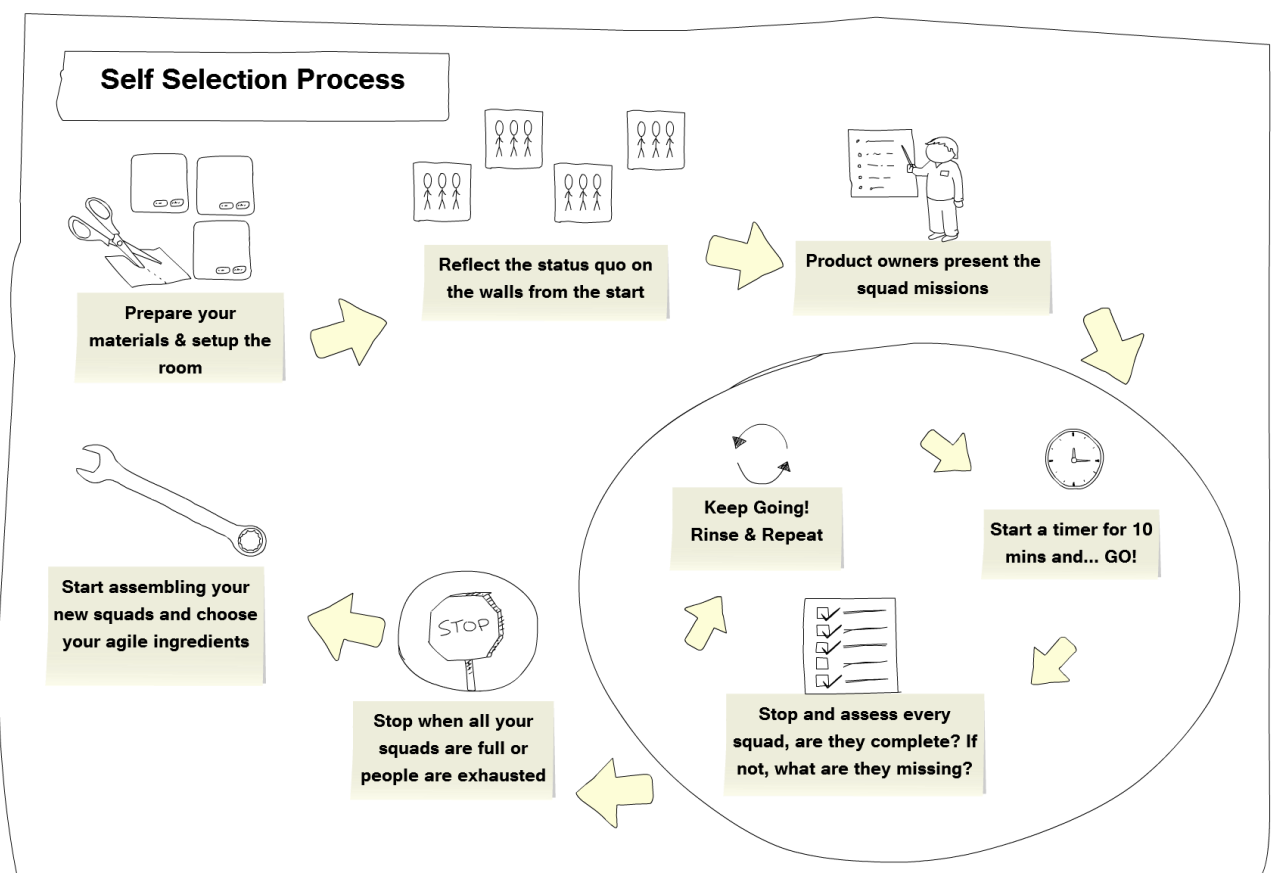 Self Selection Process
Prepare your
materials & setup the
room
Reflect the status quo on
the walls from the start
Product owners present the
squad missions
Start a timer for 10
mins and... GO!
Stop and assess every
squad, are they complete? If
not, what are they missing?
Keep Going!
Rinse & Repeat
STOP
Stop when all your
squads are full or
people are exhausted
Start assembling your
new squads and choose
your agile ingredients